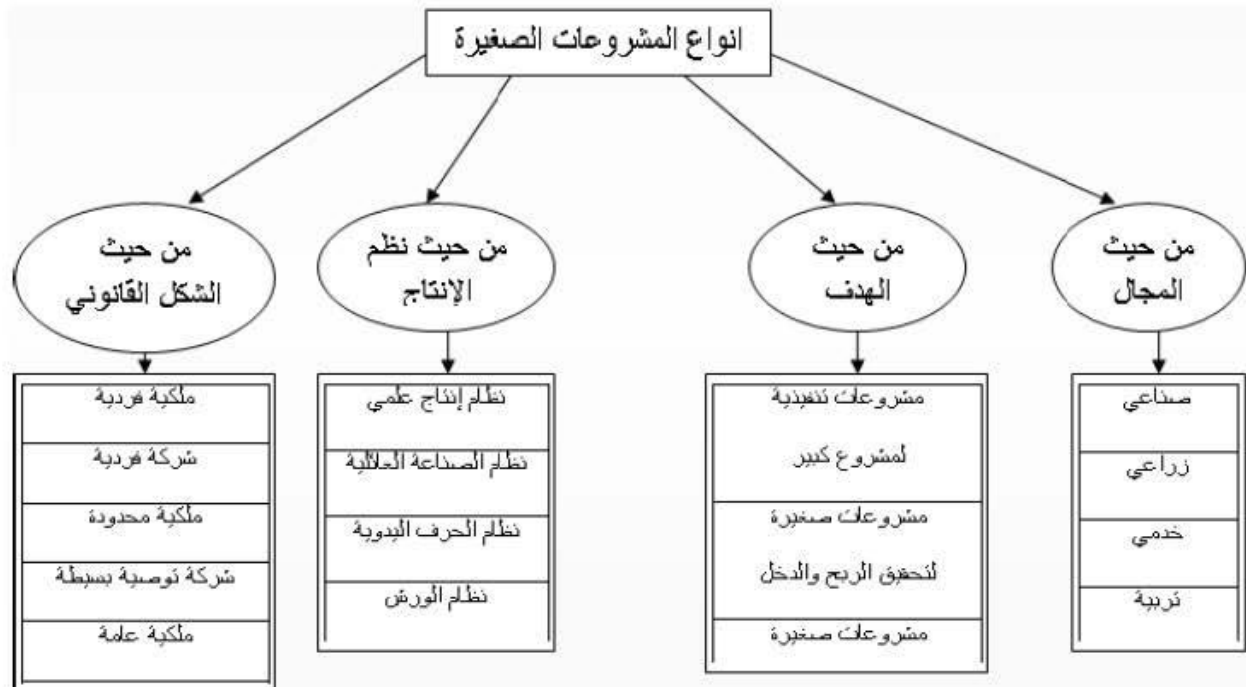 انواع المشروعات الصغيرة
من حيث
المجال
من حيث
الهدف
من حيث نظم
الإنتاج
من حيث
الشكل القانوني
صناعي
زراعي
خدمي
تربية
مشروعات تنفيذية
لمشروع كبير
مشروعات صغيرة
لتحقيق الربح والدخل
مشروعات صغيرة
نظام إنتاج علمي
نظام الصناعة العائلية
نظام الحرف اليدوية
نظام الورش
ملكية فردية
شركة فردية
ملكية محدودة
شركة توصية بسيطة
ملكية عامة